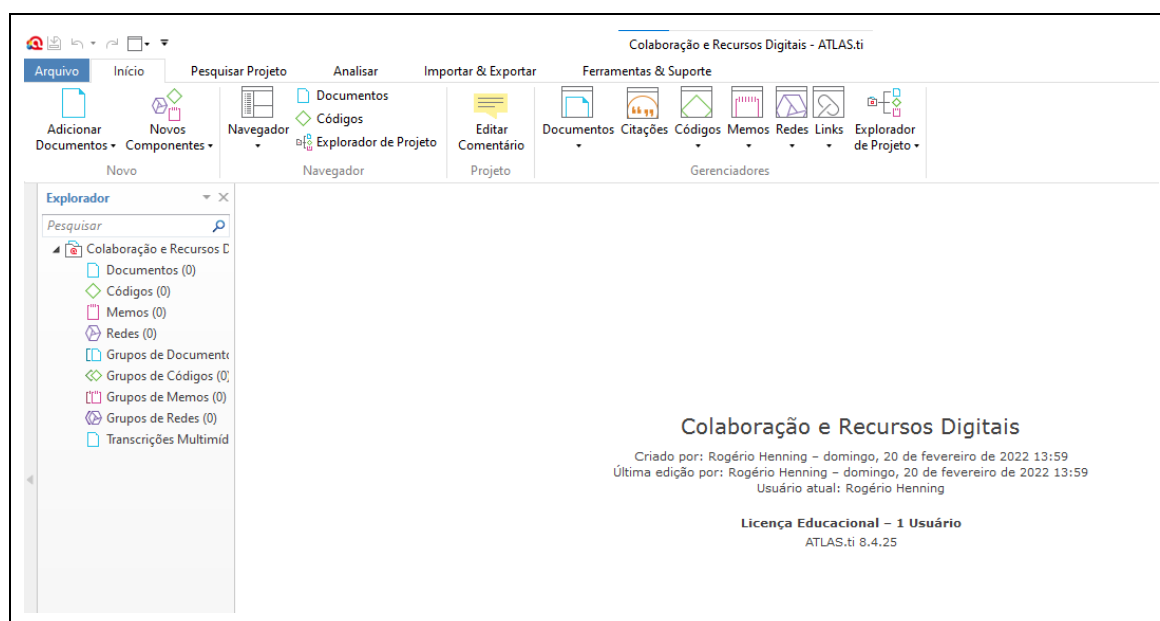 Colaboração e Recursos Digitais - ATLAS.ti
Arquivo Início Pesquisar Projeto Analisar Importar & Exportar Ferramentas & Suporte
Adicionar Documentos
Novos Componentes
Novo
Navegador
Documentos
Códigos
Explorador de Projeto
Navegador
Editar Comentário
Projeto
Documentos Citações Códigos Memos Redes Links Explorador de Projeto
Gerenciadores
Explorador
Pesquisar
Colaboração e Recursos D
Documentos (0)
Códigos (0)
Memos (0)
Redes (0)
Grupos de Documento
Grupos de Códigos (0)
Grupos de Memos (0)
Grupos de Redes (0)
Transcrições Multimíd
Colaboração e Recursos Digitais
Criado por: Rogério Henning – domingo, 20 de fevereiro de 2022 13:59
Última edição por: Rogério Henning – domingo, 20 de fevereiro de 2022 13:59
Usuário atual: Rogério Henning
Licença Educacional – 1 Usuário
ATLAS.ti 8.4.25